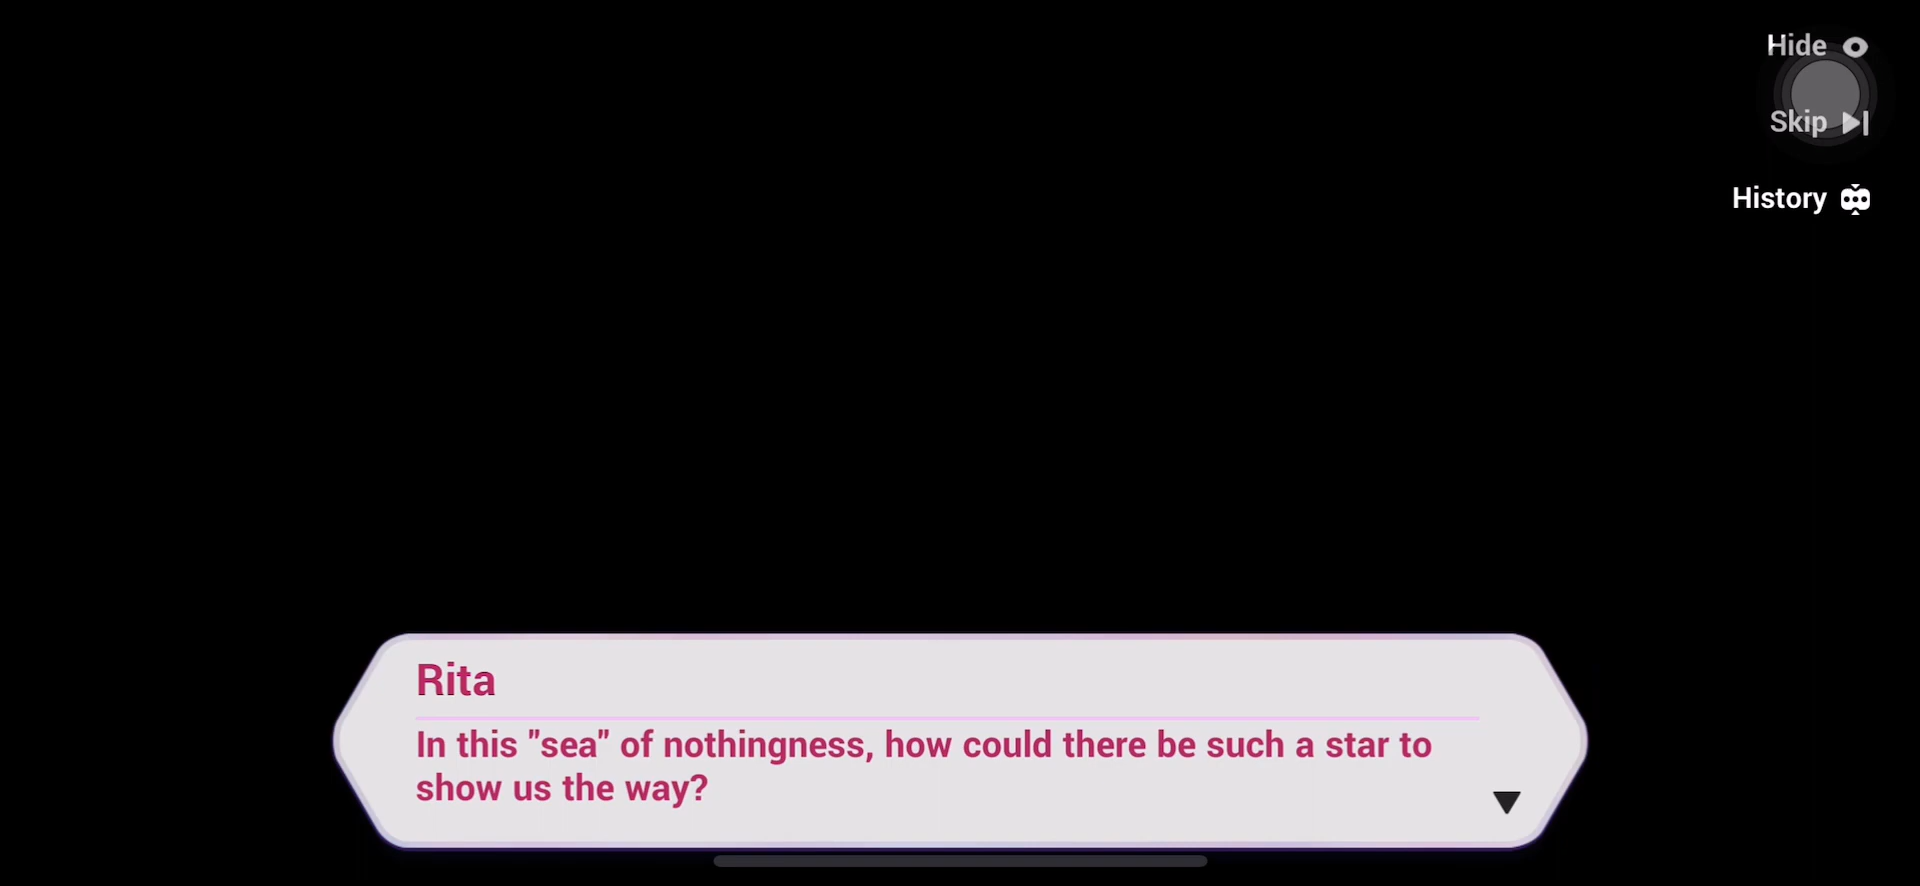 Hide
Skip
History
Rita
In this "sea" of nothingness, how could there be such a star to
show us the way?